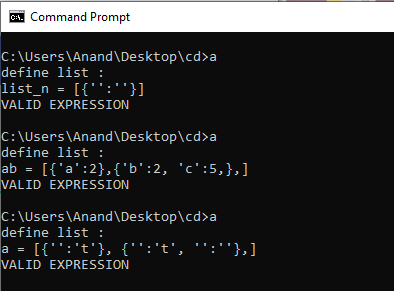 Command Prompt
C:\Users\Anand\Desktop\cd>a
define list :
list_n = [{'':''}]
VALID EXPRESSION
C:\Users\Anand\Desktop\cd>a
define list :
ab = [{'a':2},{'b':2, 'c':5,},]
VALID EXPRESSION
C:\Users\Anand\Desktop\cd>a
define list :
a = [{'':'t'}, {'':'t', '':''},]
VALID EXPRESSION